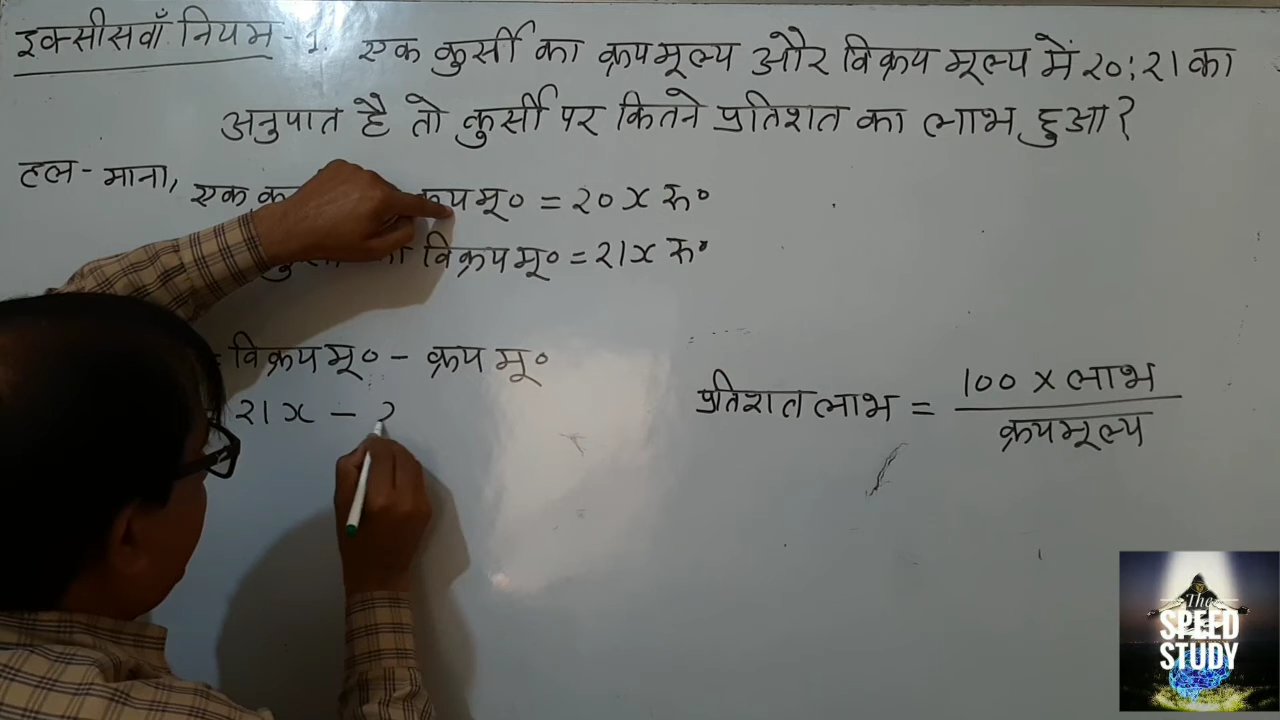 इक्सीसवाँ नियम - 1. एक कुर्सी का क्रयमूल्य और विक्रय मूल्य में 20:21 का
अनुपात है तो कुर्सी पर कितने प्रतिशत का लाभ हुआ?
हल - माना, एक क्रयमू० = 20x रु०
विक्रयमू० = 21x रु०
= विक्रयमू० - क्रयमू०
21x - 2
प्रतिशत लाभ = 100 x लाभ
क्रयमूल्य
The
SPEED
STUDY